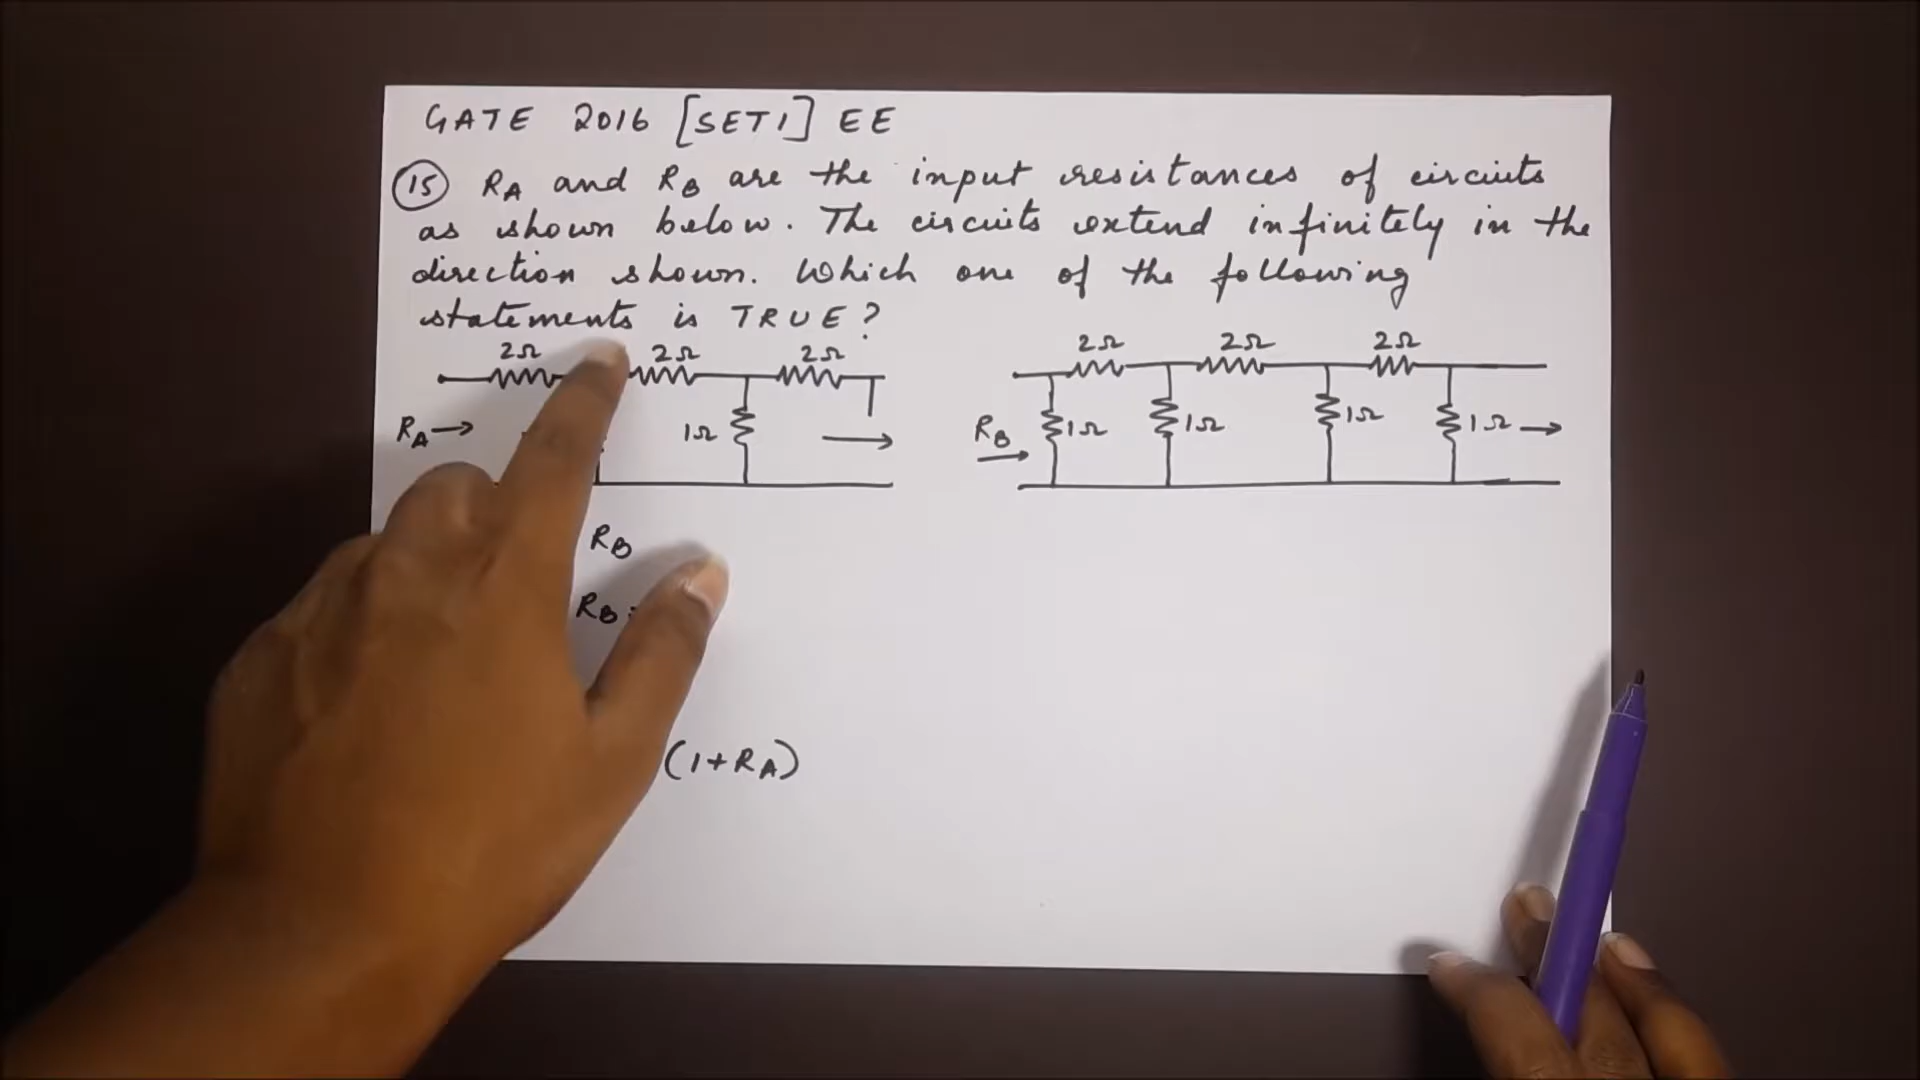 GATE 2016 [SET1] EE
15 RA and RB are the input resistances of circuits
as shown below. The circuits extend infinitely in the
direction shown. Which one of the following
statements is TRUE?
2Ω 2Ω 2Ω
2Ω 2Ω 2Ω
RA → 1Ω
RB 1Ω 1Ω 1Ω 1Ω
RB
RB
(1+RA)